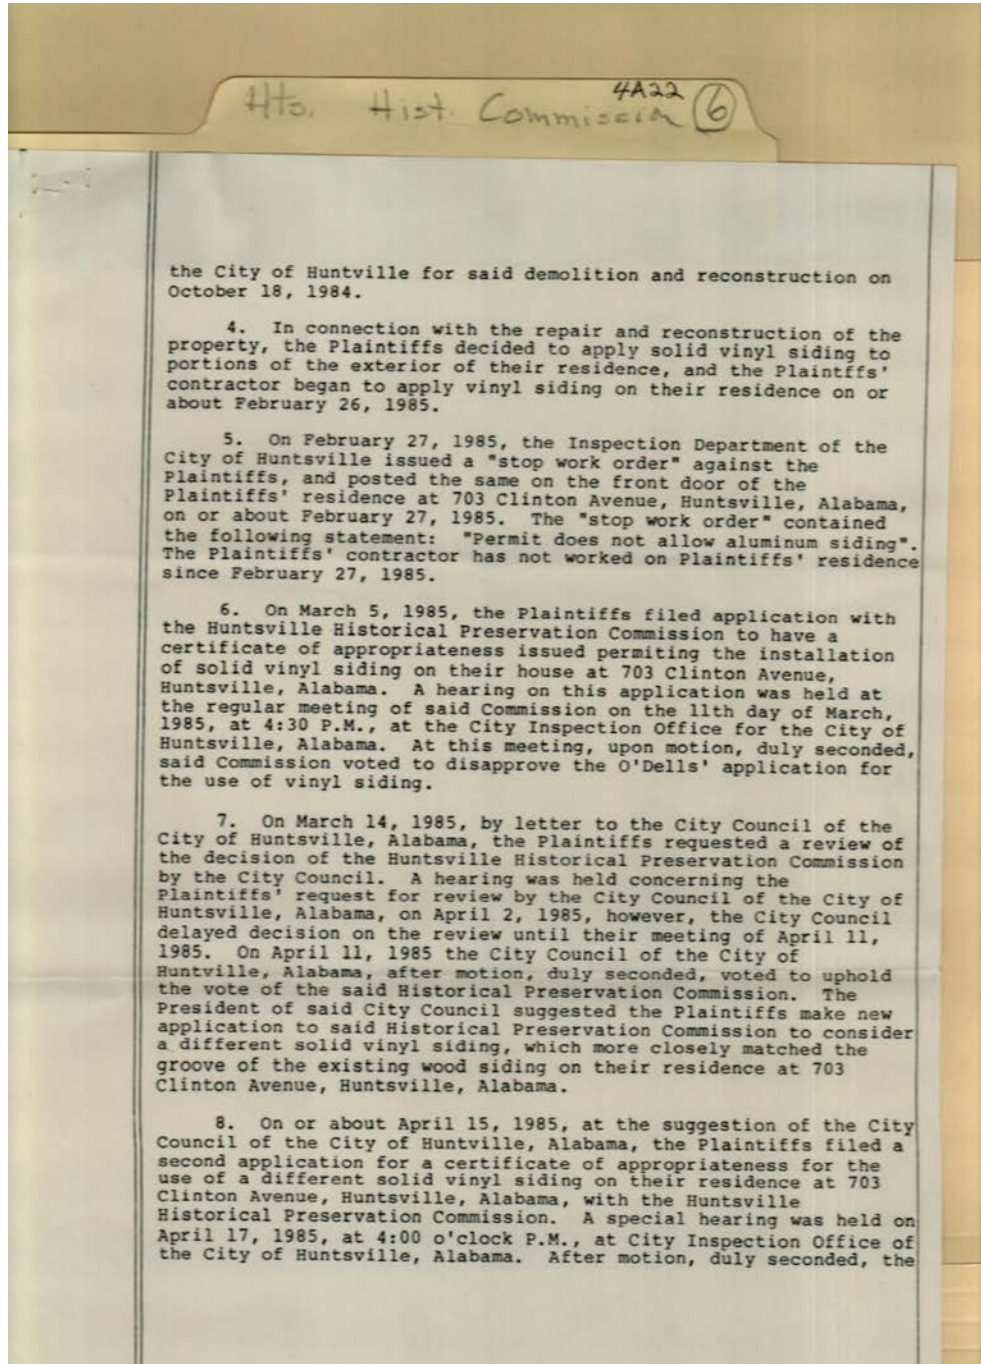 4A22
Hts. Hist. Commission 6
the City of Huntville for said demolition and reconstruction on
October 18, 1984.
4. In connection with the repair and reconstruction of the
property, the Plaintiffs decided to apply solid vinyl siding to
portions of the exterior of their residence, and the Plaintffs'
contractor began to apply vinyl siding on their residence on or
about February 26, 1985.
5. On February 27, 1985, the Inspection Department of the
City of Huntsville issued a "stop work order" against the
Plaintiffs, and posted the same on the front door of the
Plaintiffs' residence at 703 Clinton Avenue, Huntsville, Alabama,
on or about February 27, 1985. The "stop work order" contained
the following statement: "Permit does not allow aluminum siding".
The Plaintiffs' contractor has not worked on Plaintiffs' residence
since February 27, 1985.
6. On March 5, 1985, the Plaintiffs filed application with
the Huntsville Historical Preservation Commission to have a
certificate of appropriateness issued permiting the installation
of solid vinyl siding on their house at 703 Clinton Avenue,
Huntsville, Alabama. A hearing on this application was held at
the regular meeting of said Commission on the 11th day of March,
1985, at 4:30 P.M., at the City Inspection Office for the City of
Huntsville, Alabama. At this meeting, upon motion, duly seconded,
said Commission voted to disapprove the O'Dells' application for
the use of vinyl siding.
7. On March 14, 1985, by letter to the City Council of the
City of Huntsville, Alabama, the Plaintiffs requested a review of
the decision of the Huntsville Historical Preservation Commission
by the City Council. A hearing was held concerning the
Plaintiffs' request for review by the City Council of the City of
Huntsville, Alabama, on April 2, 1985, however, the City Council
delayed decision on the review until their meeting of April 11,
1985. On April 11, 1985 the City Council of the City of
Huntville, Alabama, after motion, duly seconded, voted to uphold
the vote of the said Historical Preservation Commission. The
President of said City Council suggested the Plaintiffs make new
application to said Historical Preservation Commission to consider
a different solid vinyl siding, which more closely matched the
groove of the existing wood siding on their residence at 703
Clinton Avenue, Huntsville, Alabama.
8. On or about April 15, 1985, at the suggestion of the City
Council of the City of Huntville, Alabama, the Plaintiffs filed a
second application for a certificate of appropriateness for the
use of a different solid vinyl siding on their residence at 703
Clinton Avenue, Huntsville, Alabama, with the Huntsville
Historical Preservation Commission. A special hearing was held on
April 17, 1985, at 4:00 o'clock P.M., at City Inspection Office of
the City of Huntsville, Alabama. After motion, duly seconded, the